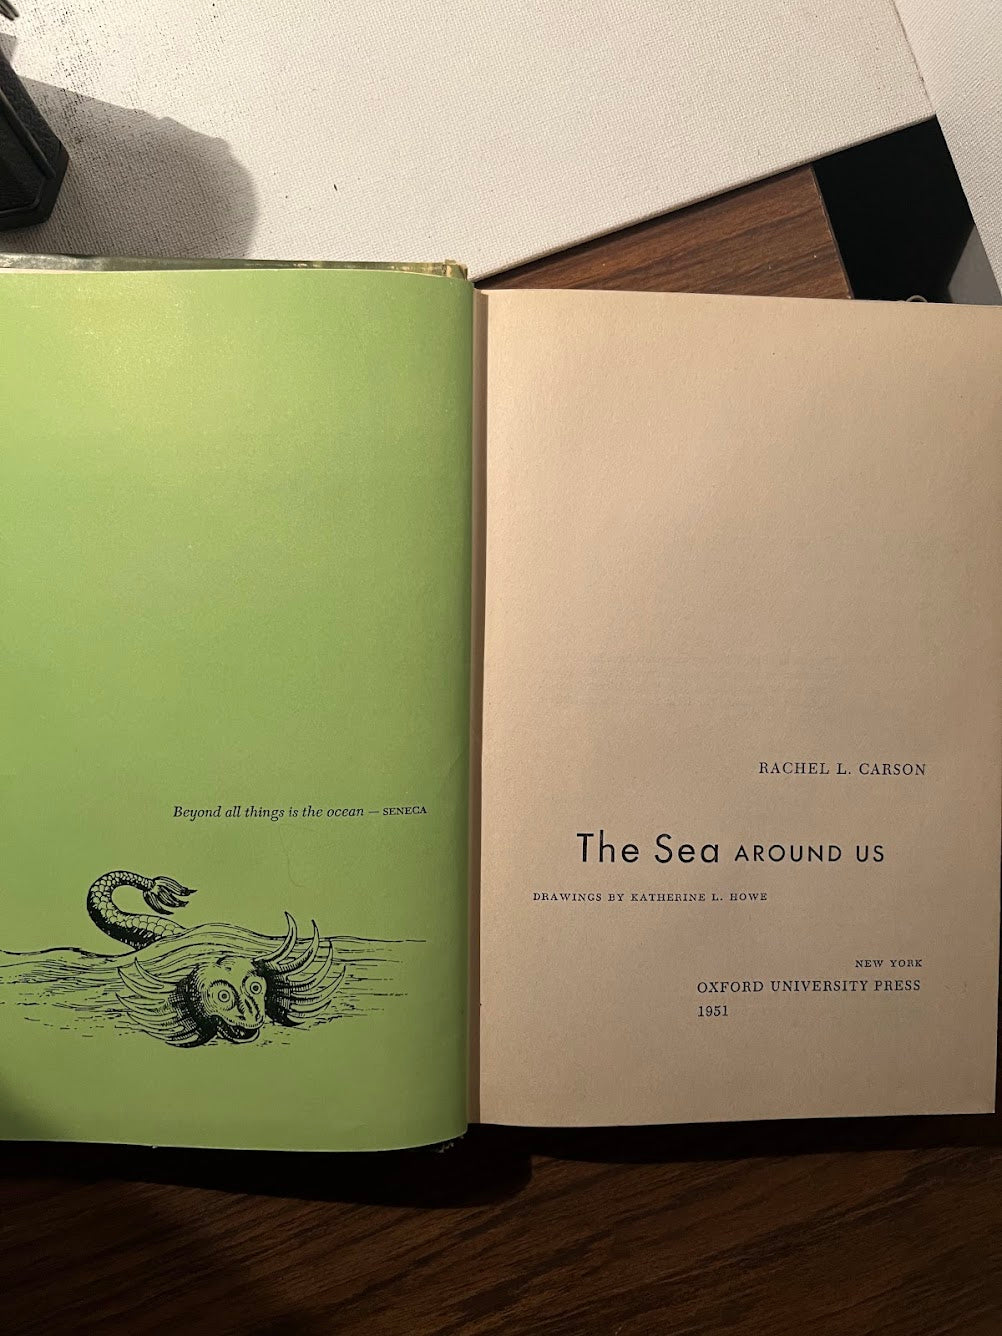 Beyond all things is the ocean — SENECA
RACHEL L. CARSON
The Sea AROUND US
DRAWINGS BY KATHERINE L. HOWE
NEW YORK
OXFORD UNIVERSITY PRESS
1951